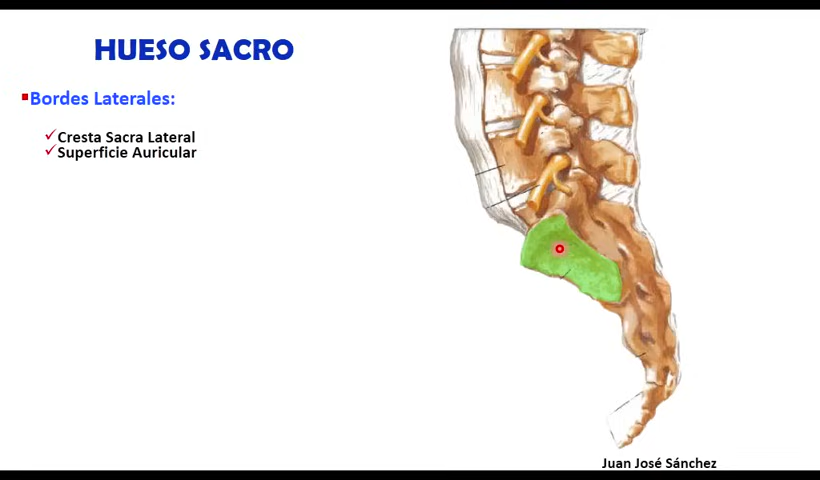 HUESO SACRO
Bordes Laterales:
Cresta Sacra Lateral
Superficie Auricular
Juan José Sánchez